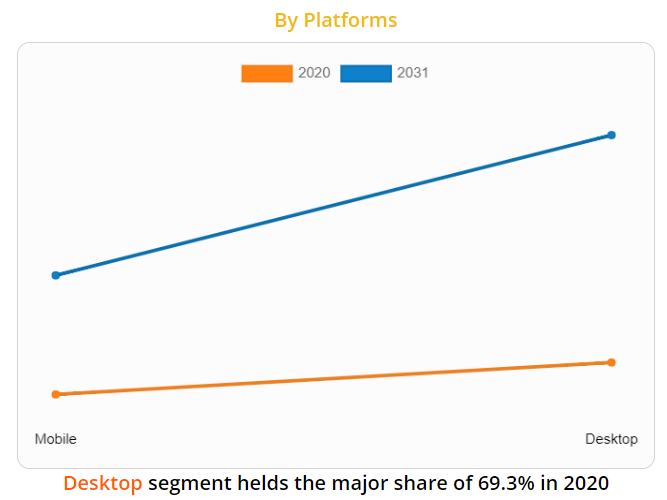 By Platforms
2020 2031
Mobile Desktop
Desktop segment helds the major share of 69.3% in 2020